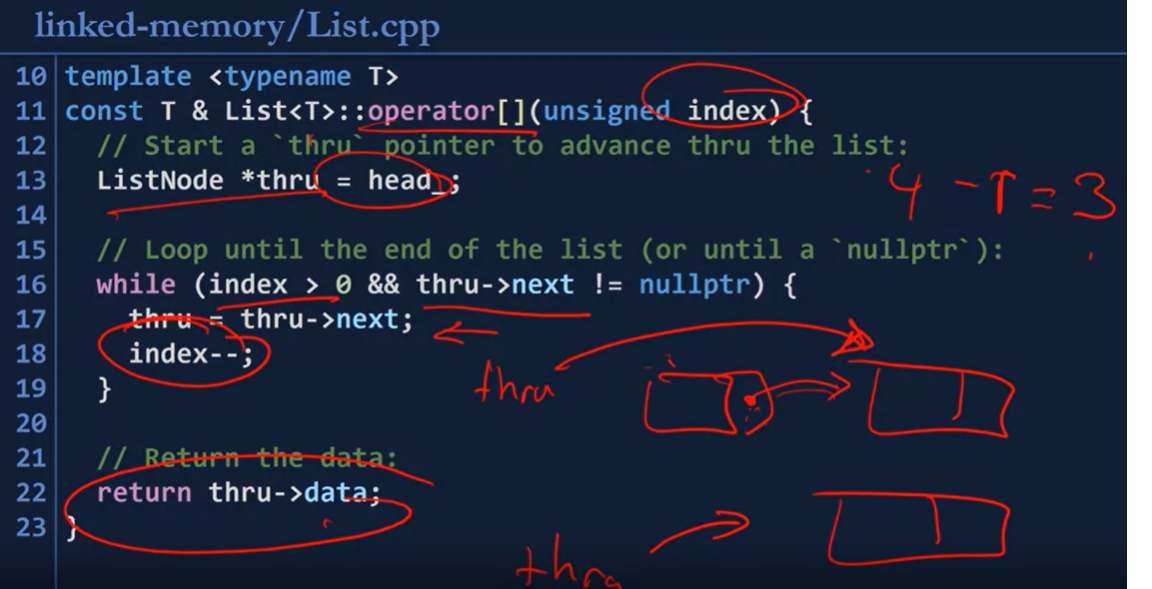 linked-memory/List.cpp
10 template <typename T>
11 const T & List<T>::operator[](unsigned index) {
12 // Start a `thru` pointer to advance thru the list:
13 ListNode *thru = head_;
14
4 - 1 = 3
15 // Loop until the end of the list (or until a `nullptr`):
16 while (index > 0 && thru->next != nullptr) {
17 thru = thru->next;
18 index--;
19 }
thru
20
21 // Return the data:
22 return thru->data;
23 }
thru